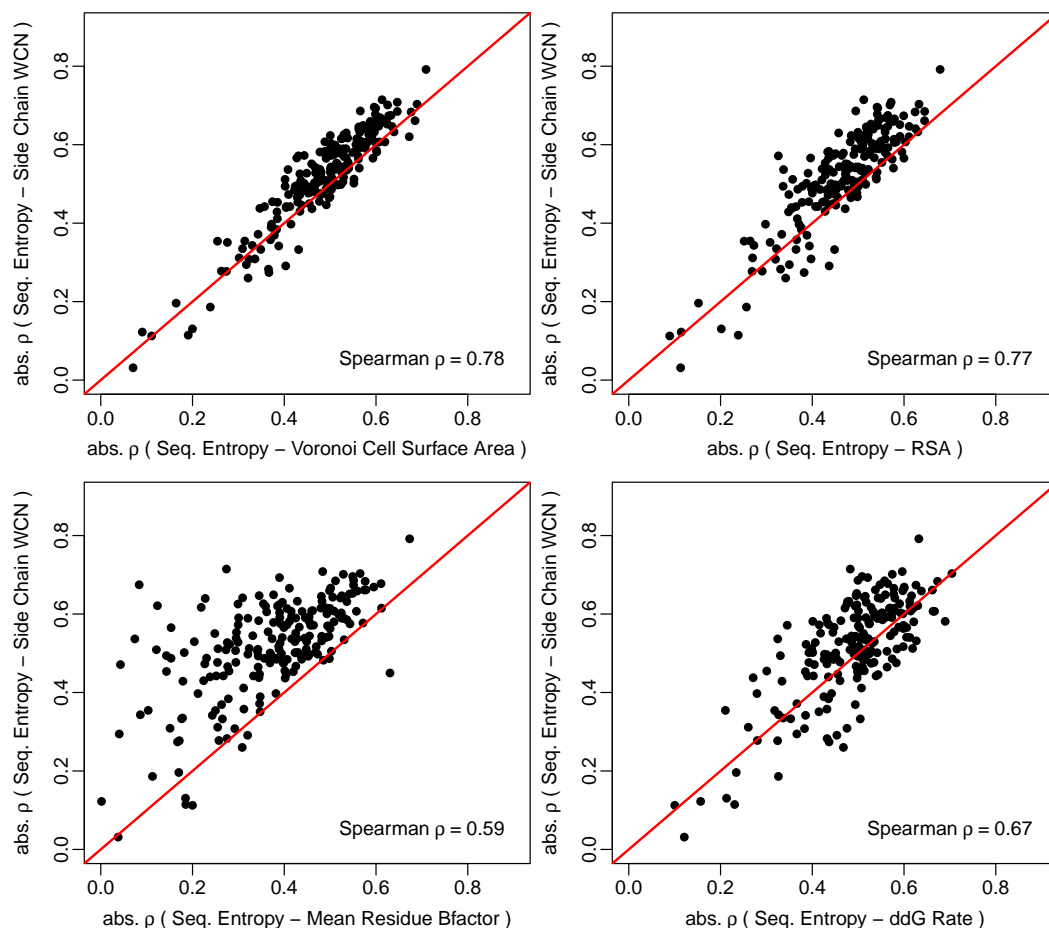 abs. ρ ( Seq. Entropy − Side Chain WCN )
0.8
0.6
0.4
0.2
0.0
Spearman ρ = 0.78
0.0 0.2 0.4 0.6 0.8
abs. ρ ( Seq. Entropy − Voronoi Cell Surface Area )
abs. ρ ( Seq. Entropy − Side Chain WCN )
0.8
0.6
0.4
0.2
0.0
Spearman ρ = 0.77
0.0 0.2 0.4 0.6 0.8
abs. ρ ( Seq. Entropy − RSA )
abs. ρ ( Seq. Entropy − Side Chain WCN )
0.8
0.6
0.4
0.2
0.0
Spearman ρ = 0.59
0.0 0.2 0.4 0.6 0.8
abs. ρ ( Seq. Entropy − Mean Residue Bfactor )
abs. ρ ( Seq. Entropy − Side Chain WCN )
0.8
0.6
0.4
0.2
0.0
Spearman ρ = 0.67
0.0 0.2 0.4 0.6 0.8
abs. ρ ( Seq. Entropy − ddG Rate )